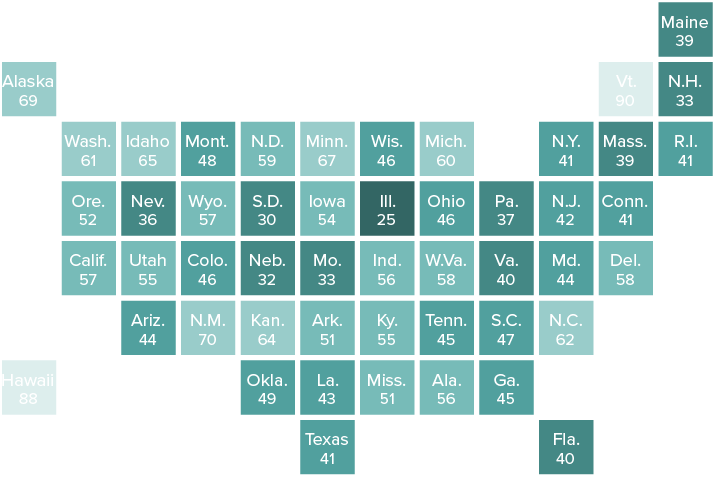 Maine
39
Alaska
69
Vt.
90
N.H.
33
Wash.
61
Idaho
65
Mont.
48
N.D.
59
Minn.
67
Wis.
46
Mich.
60
N.Y.
41
Mass.
39
R.I.
41
Ore.
52
Nev.
36
Wyo.
57
S.D.
30
Iowa
54
Ill.
25
Ohio
46
Pa.
37
N.J.
42
Conn.
41
Calif.
57
Utah
55
Colo.
46
Neb.
32
Mo.
33
Ind.
56
W.Va.
58
Va.
40
Md.
44
Del.
58
Ariz.
44
N.M.
70
Kan.
64
Ark.
51
Ky.
55
Tenn.
45
S.C.
47
N.C.
62
Hawaii
88
Okla.
49
La.
43
Miss.
51
Ala.
56
Ga.
45
Texas
41
Fla.
40